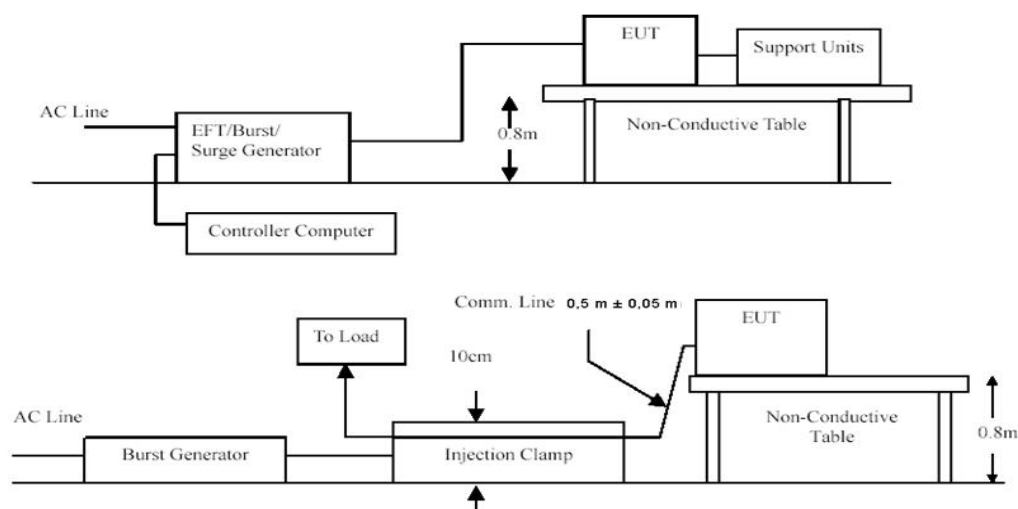 EUT
Support Units
AC Line
EFT/Burst/
Surge Generator
0.8m
Non-Conductive Table
Controller Computer
Comm. Line 0,5 m ± 0,05 m
EUT
To Load
10cm
AC Line
Burst Generator
Injection Clamp
Non-Conductive
Table
0.8m